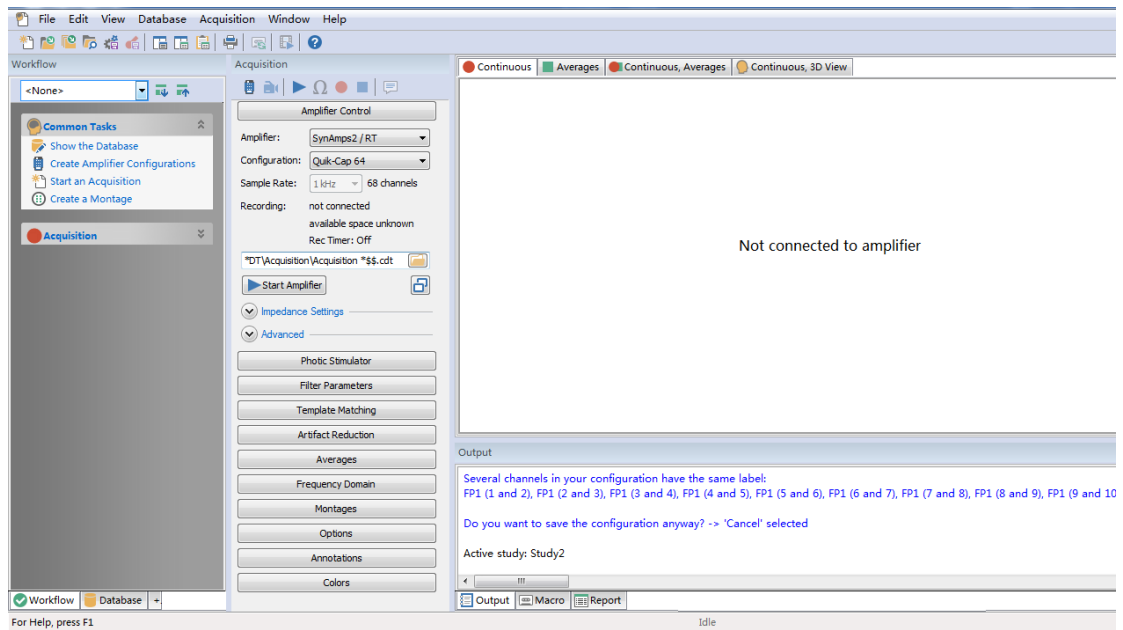 File Edit View Database Acquisition Window Help
Workflow
<None>
Common Tasks
Show the Database
Create Amplifier Configurations
Start an Acquisition
Create a Montage
Acquisition
Workflow Database +
Acquisition
Amplifier Control
Amplifier: SynAmps2 / RT
Configuration: Quik-Cap 64
Sample Rate: 1 kHz 68 channels
Recording: not connected
available space unknown
Rec Timer: Off
*DT\Acquisition\Acquisition *$$.cdt
Start Amplifier
Impedance Settings
Advanced
Photic Stimulator
Filter Parameters
Template Matching
Artifact Reduction
Averages
Frequency Domain
Montages
Options
Annotations
Colors
Continuous Averages Continuous, Averages Continuous, 3D View
Not connected to amplifier
Output
Several channels in your configuration have the same label:
FP1 (1 and 2), FP1 (2 and 3), FP1 (3 and 4), FP1 (4 and 5), FP1 (5 and 6), FP1 (6 and 7), FP1 (7 and 8), FP1 (8 and 9), FP1 (9 and 10
Do you want to save the configuration anyway? -> 'Cancel' selected
Active study: Study2
Output Macro Report
For Help, press F1
Idle